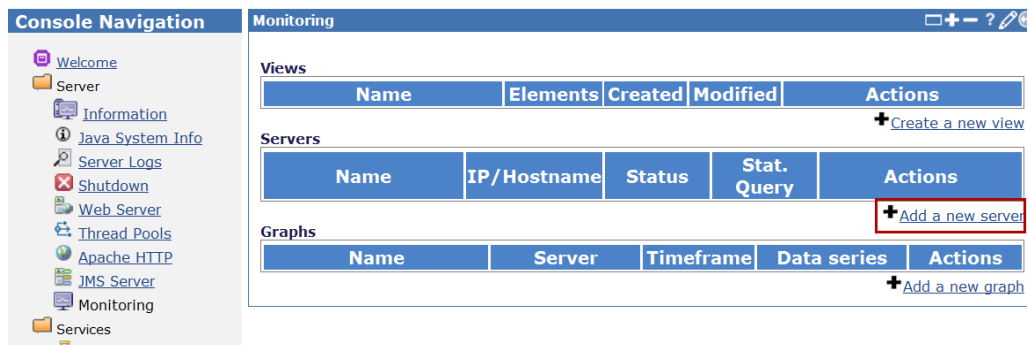 Console Navigation
Welcome
Server
Information
Java System Info
Server Logs
Shutdown
Web Server
Thread Pools
Apache HTTP
JMS Server
Monitoring
Services
Monitoring
?
Views
Name Elements Created Modified Actions
Create a new view
Servers
Name IP/Hostname Status Stat. Query Actions
Add a new server
Graphs
Name Server Timeframe Data series Actions
Add a new graph